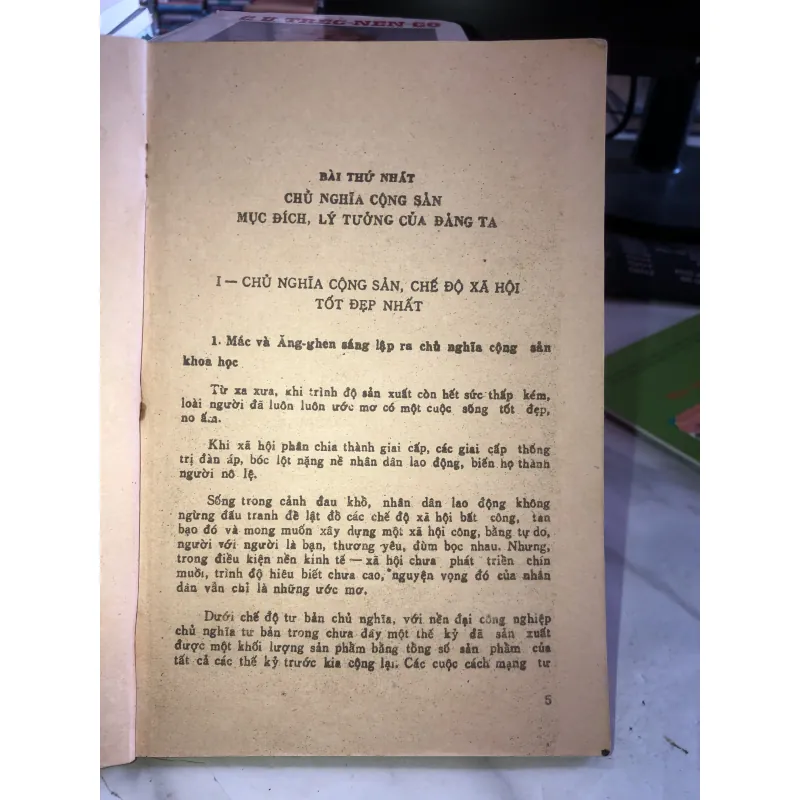 BÀI THỨ NHẤT
CHỦ NGHĨA CỘNG SẢN
MỤC ĐÍCH, LÝ TƯỞNG CỦA ĐẢNG TA
I — CHỦ NGHĨA CỘNG SẢN, CHẾ ĐỘ XÃ HỘI
TỐT ĐẸP NHẤT
1. Mác và Ăng-ghen sáng lập ra chủ nghĩa cộng sản
khoa học
Từ xa xưa, khi trình độ sản xuất còn hết sức thấp kém,
loài người đã luôn luôn ước mơ có một cuộc sống tốt đẹp,
no ấm.
Khi xã hội phân chia thành giai cấp, các giai cấp thống
trị đàn áp, bóc lột nặng nề nhân dân lao động, biến họ thành
người nô lệ.
Sống trong cảnh đau khổ, nhân dân lao động không
ngừng đấu tranh để lật đổ các chế độ xã hội bất công, tàn
bạo đó và mong muốn xây dựng một xã hội công, bằng tự do,
người với người là bạn, thương yêu, đùm bọc nhau. Nhưng,
trong điều kiện nền kinh tế — xã hội chưa phát triển chín
muồi, trình độ hiểu biết chưa cao, nguyện vọng đó của nhân
dân vẫn chỉ là những ước mơ.
Dưới chế độ tư bản chủ nghĩa, với nền đại công nghiệp
chủ nghĩa tư bản trong chưa đầy một thế kỷ đã sản xuất
được một khối lượng sản phẩm bằng tổng số sản phẩm của
tất cả các thế kỷ trước kia cộng lại. Các cuộc cách mạng tư
5